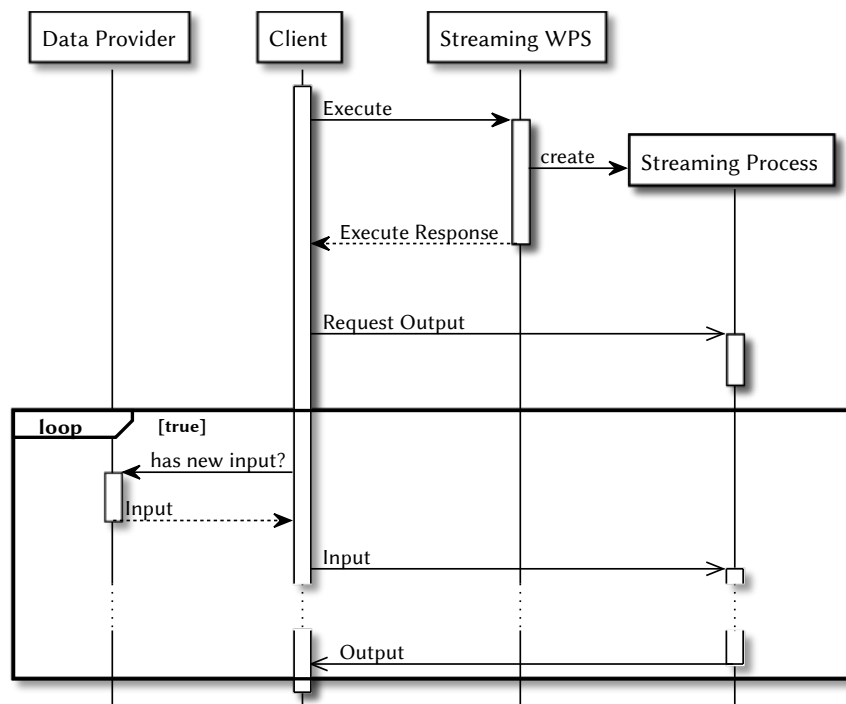 Data Provider
Client
Streaming WPS
Execute
create
Streaming Process
Execute Response
Request Output
loop
[true]
has new input?
Input
Input
Output